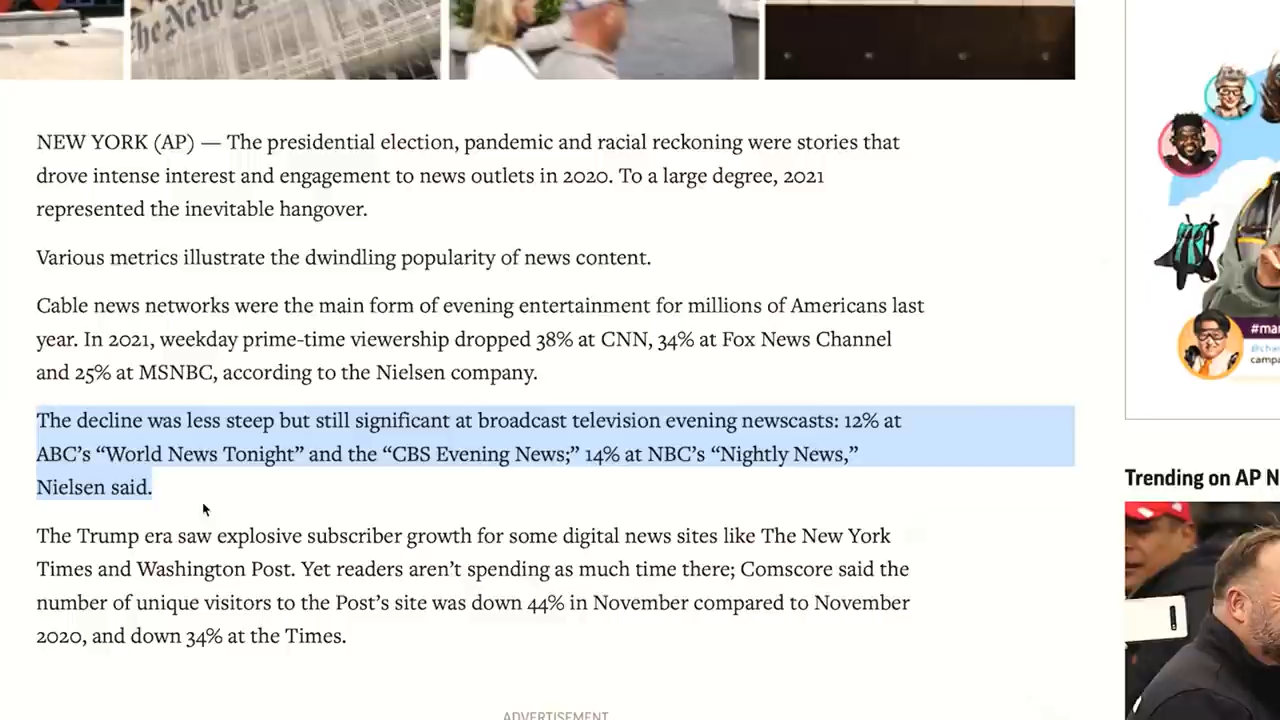 The New
NEW YORK (AP) — The presidential election, pandemic and racial reckoning were stories that
drove intense interest and engagement to news outlets in 2020. To a large degree, 2021
represented the inevitable hangover.
Various metrics illustrate the dwindling popularity of news content.
Cable news networks were the main form of evening entertainment for millions of Americans last
year. In 2021, weekday prime-time viewership dropped 38% at CNN, 34% at Fox News Channel
and 25% at MSNBC, according to the Nielsen company.
The decline was less steep but still significant at broadcast television evening newscasts: 12% at
ABC’s “World News Tonight” and the “CBS Evening News;” 14% at NBC’s “Nightly News,”
Nielsen said.
The Trump era saw explosive subscriber growth for some digital news sites like The New York
Times and Washington Post. Yet readers aren’t spending as much time there; Comscore said the
number of unique visitors to the Post’s site was down 44% in November compared to November
2020, and down 34% at the Times.
ADVERTISEMENT
#mar
@cha
campa
Trending on AP N